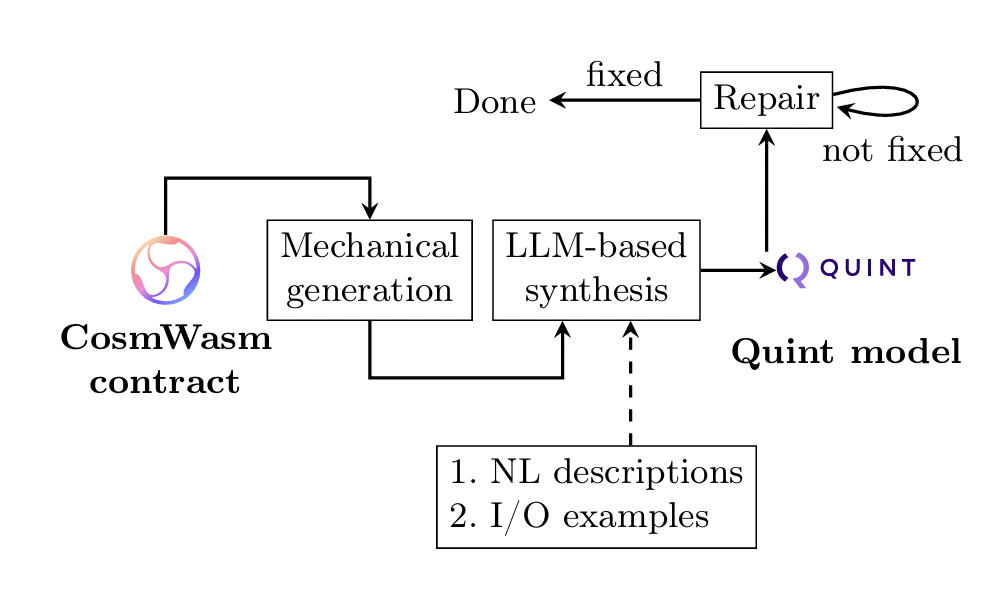 fixed
Done
Repair
not fixed
Mechanical
generation
LLM-based
synthesis
QUINT
CosmWasm
contract
Quint model
1. NL descriptions
2. I/O examples